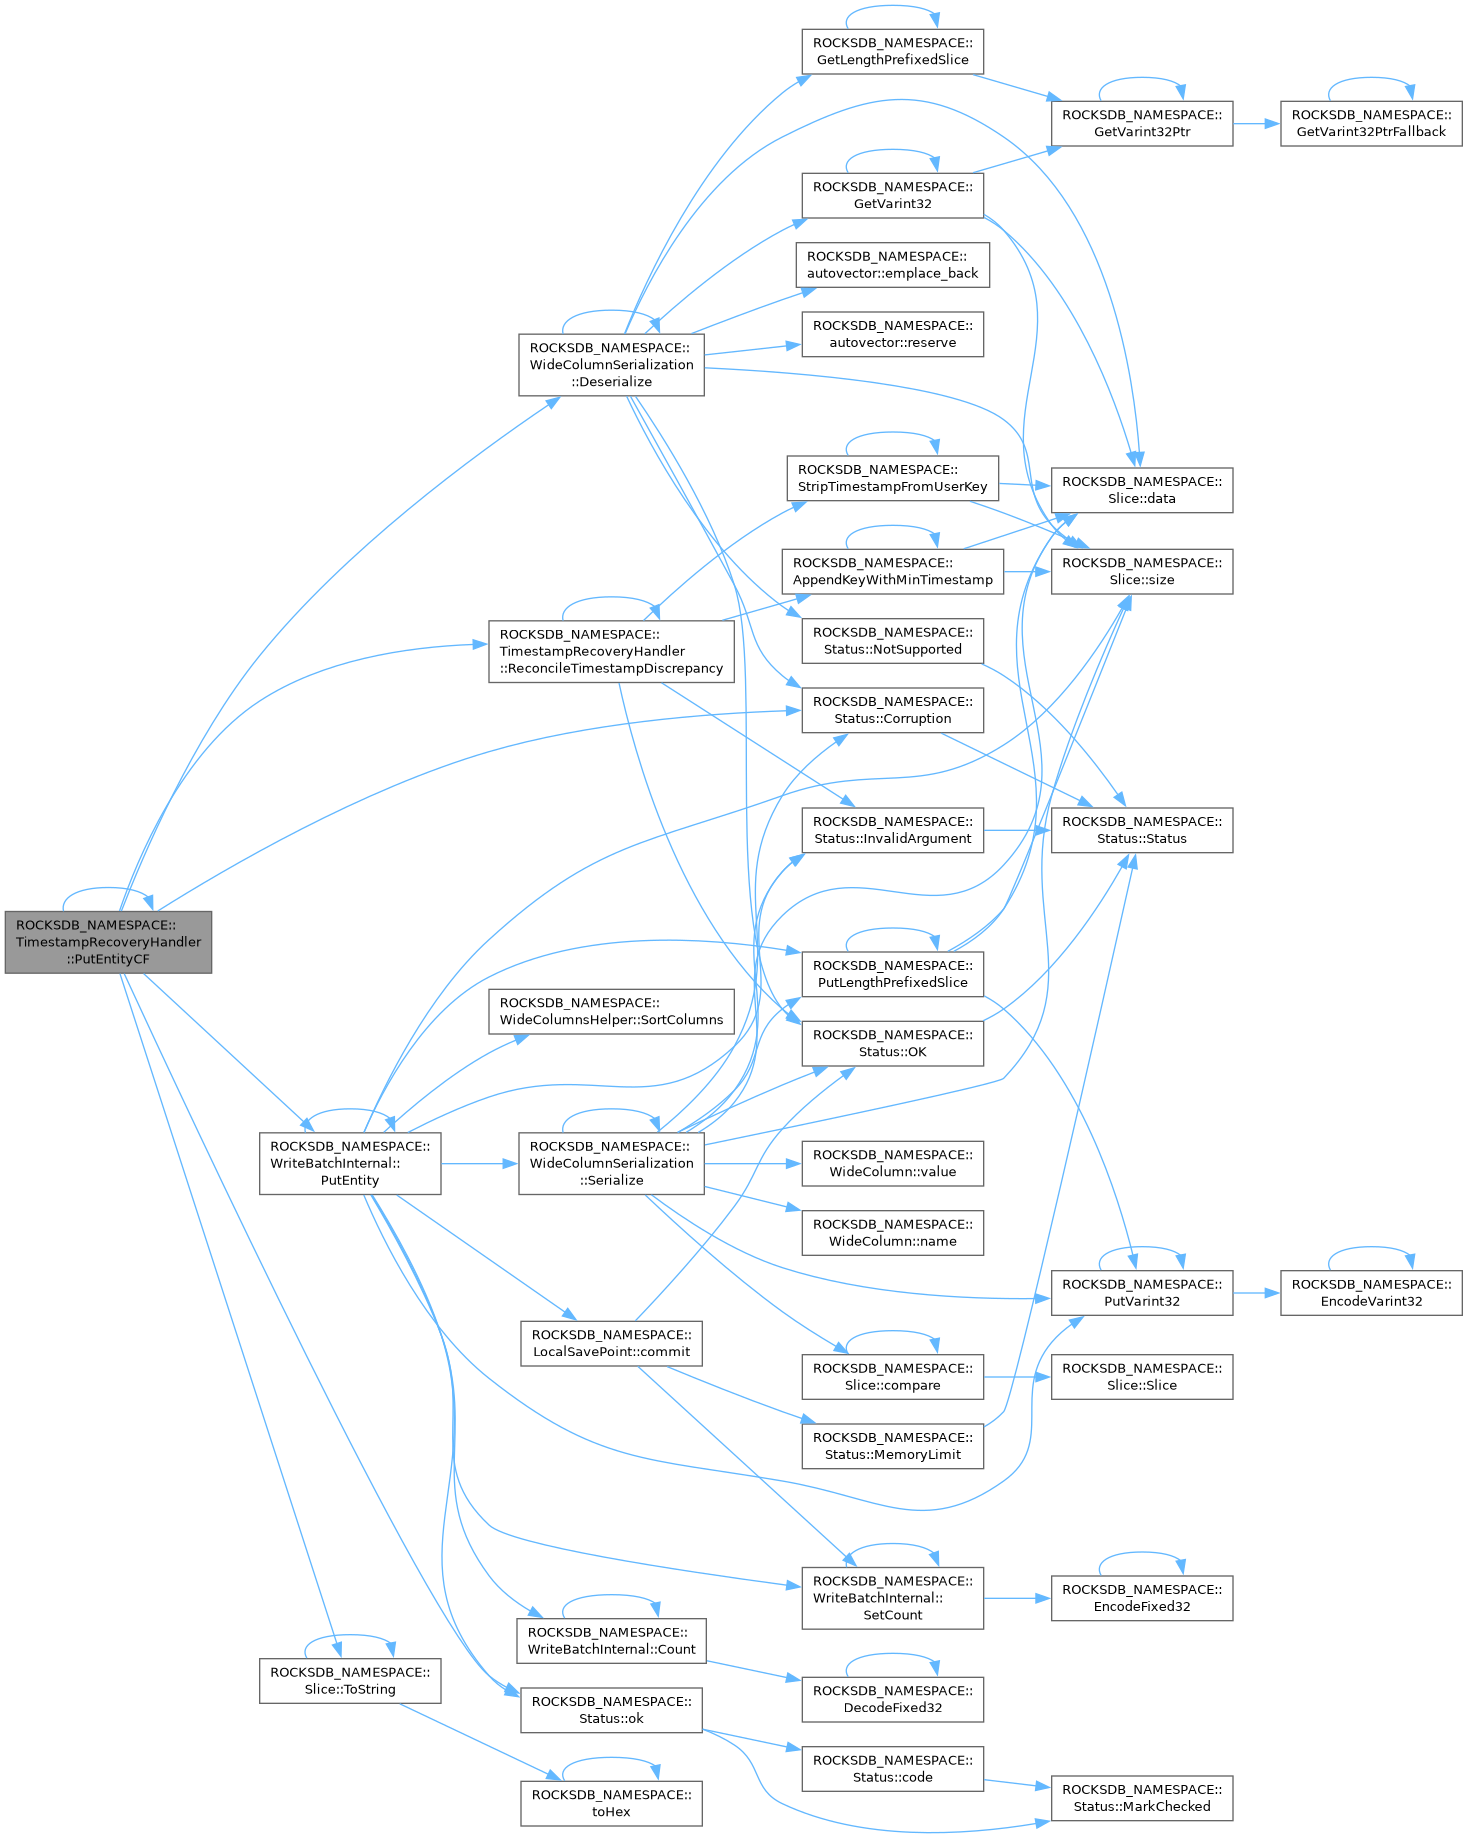 ROCKSDB_NAMESPACE::
TimestampRecoveryHandler
::PutEntityCF
ROCKSDB_NAMESPACE::
WideColumnSerialization
::Deserialize
ROCKSDB_NAMESPACE::
TimestampRecoveryHandler
::ReconcileTimestampDiscrepancy
ROCKSDB_NAMESPACE::
WriteBatchInternal::
PutEntity
ROCKSDB_NAMESPACE::
Slice::ToString
ROCKSDB_NAMESPACE::
WideColumnsHelper::SortColumns
ROCKSDB_NAMESPACE::
WideColumnSerialization
::Serialize
ROCKSDB_NAMESPACE::
LocalSavePoint::commit
ROCKSDB_NAMESPACE::
WriteBatchInternal::Count
ROCKSDB_NAMESPACE::
Status::ok
ROCKSDB_NAMESPACE::
toHex
ROCKSDB_NAMESPACE::
GetLengthPrefixedSlice
ROCKSDB_NAMESPACE::
GetVarint32
ROCKSDB_NAMESPACE::
autovector::emplace_back
ROCKSDB_NAMESPACE::
autovector::reserve
ROCKSDB_NAMESPACE::
StripTimestampFromUserKey
ROCKSDB_NAMESPACE::
AppendKeyWithMinTimestamp
ROCKSDB_NAMESPACE::
Status::NotSupported
ROCKSDB_NAMESPACE::
Status::Corruption
ROCKSDB_NAMESPACE::
Status::InvalidArgument
ROCKSDB_NAMESPACE::
PutLengthPrefixedSlice
ROCKSDB_NAMESPACE::
Status::OK
ROCKSDB_NAMESPACE::
WideColumn::value
ROCKSDB_NAMESPACE::
WideColumn::name
ROCKSDB_NAMESPACE::
Slice::compare
ROCKSDB_NAMESPACE::
Status::MemoryLimit
ROCKSDB_NAMESPACE::
WriteBatchInternal::
SetCount
ROCKSDB_NAMESPACE::
DecodeFixed32
ROCKSDB_NAMESPACE::
Status::code
ROCKSDB_NAMESPACE::
GetVarint32Ptr
ROCKSDB_NAMESPACE::
Slice::data
ROCKSDB_NAMESPACE::
Slice::size
ROCKSDB_NAMESPACE::
Status::Status
ROCKSDB_NAMESPACE::
PutVarint32
ROCKSDB_NAMESPACE::
Slice::Slice
ROCKSDB_NAMESPACE::
EncodeFixed32
ROCKSDB_NAMESPACE::
Status::MarkChecked
ROCKSDB_NAMESPACE::
GetVarint32PtrFallback
ROCKSDB_NAMESPACE::
EncodeVarint32